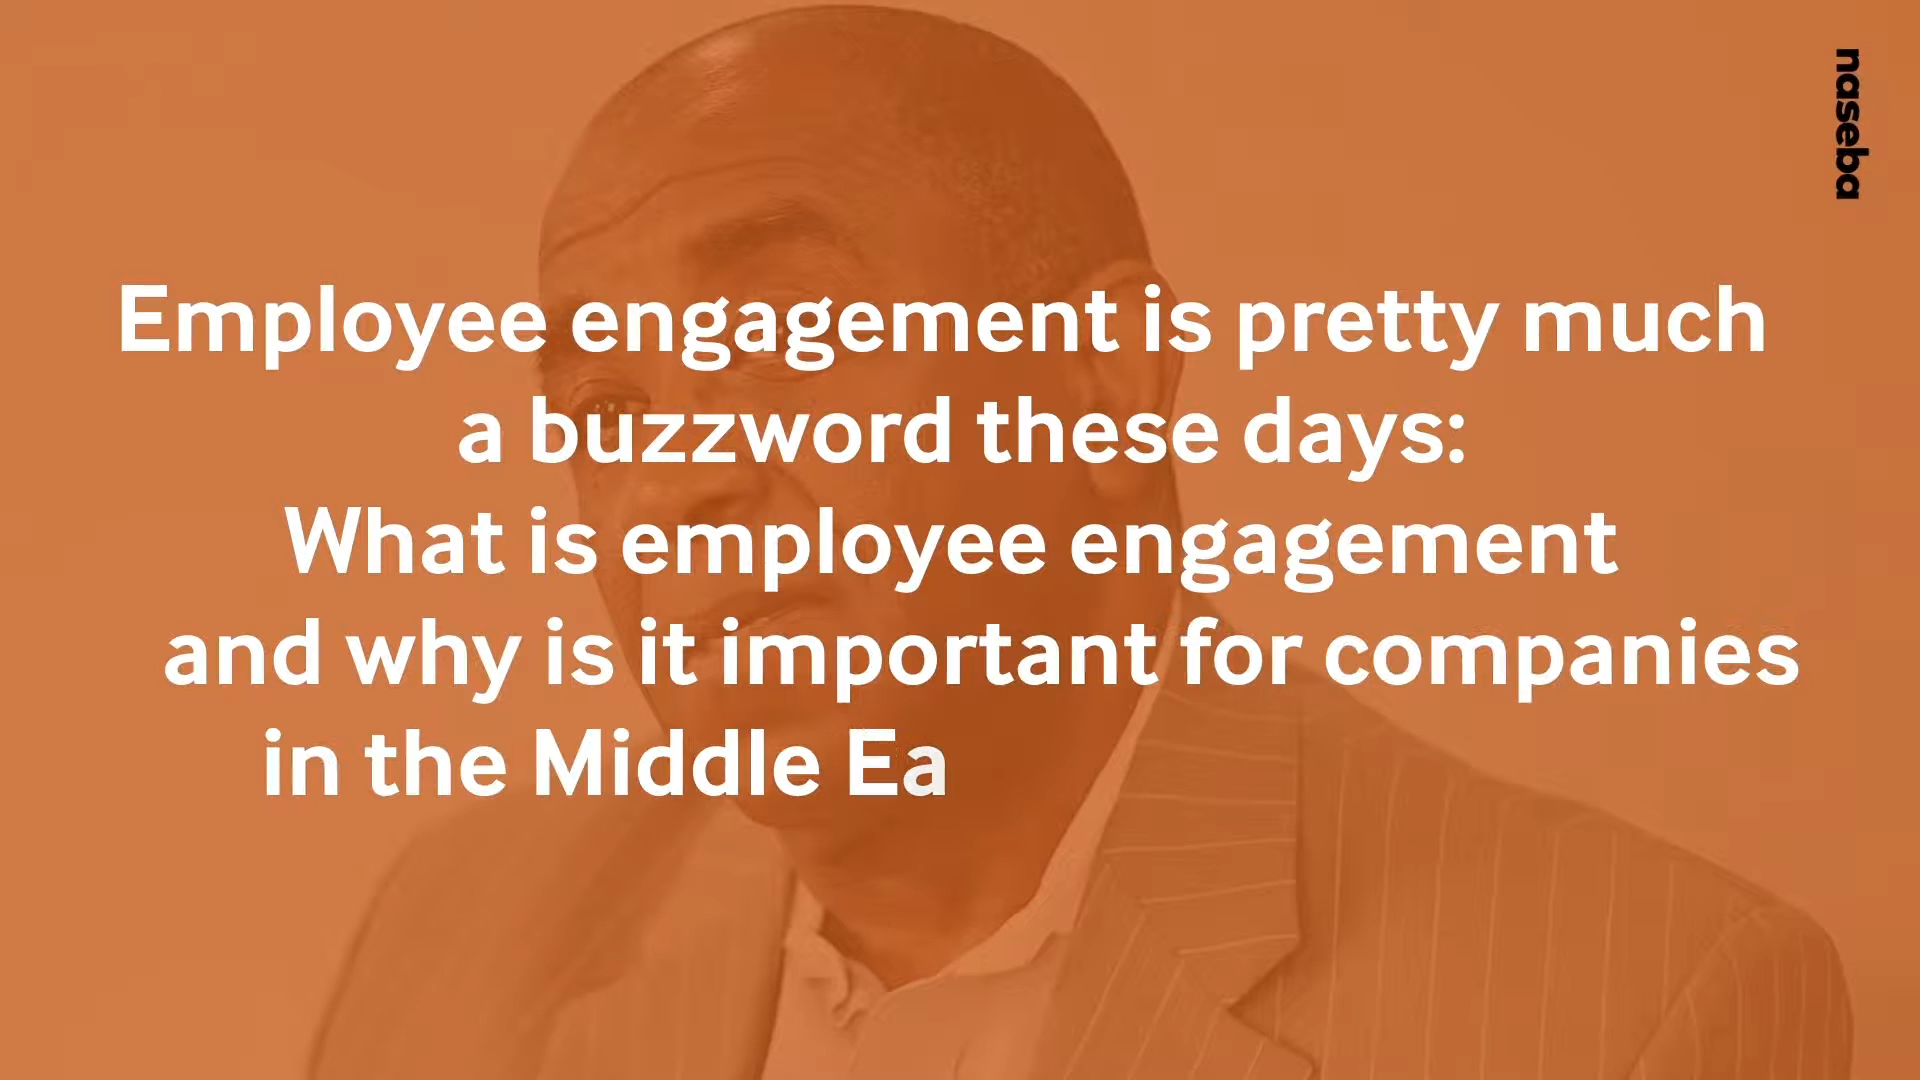 naseba
Employee engagement is pretty much
a buzzword these days:
What is employee engagement
and why is it important for companies
in the Middle Ea